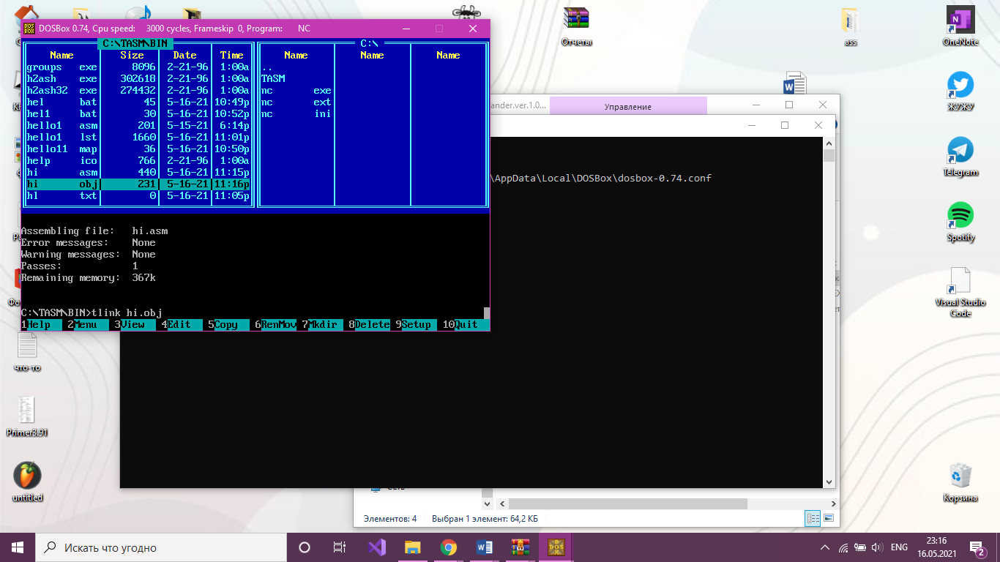 DOSBox 0.74, Cpu speed: 3000 cycles, Frameskip 0, Program: NC
C:\TASM\BIN
Name Size Date Time
groups exe 8096 2-21-96 1:00a
h2ash exe 302618 2-21-96 1:00a
h2ash32 exe 274432 2-21-96 1:00a
hel bat 45 5-16-21 10:49p
hel1 bat 30 5-16-21 10:52p
hello1 asm 201 5-15-21 6:14p
hello1 lst 1660 5-16-21 11:01p
hello11 map 36 5-16-21 10:50p
help ico 766 2-21-96 1:00a
hi asm 440 5-16-21 11:15p
hi obj 231 5-16-21 11:16p
hl txt 0 5-16-21 11:05p
C:\
Name Name Name
..
TASM
nc exe
nc ext
nc ini
Assembling file: hi.asm
Error messages: None
Warning messages: None
Passes: 1
Remaining memory: 367k
C:\TASM\BIN>tlink hi.obj
1Help 2Menu 3View 4Edit 5Copy 6RenMov 7Mkdir 8Delete 9Setup 10Quit
ander.ver.1.0...
Управление
\AppData\Local\DOSBox\dosbox-0.74.conf
Отчеты
ass
OneNote
ЖУЖУ
Telegram
Spotify
Visual Studio
Code
Корзина
что-то
Primer3.91
untitled
Элементов: 4 Выбран 1 элемент: 64,2 КБ
Искать что угодно
ENG
23:16
16.05.2021
2